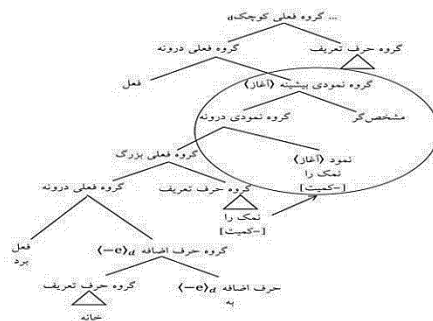 ... گروه فعلی کوچکd
گروه فعلی درونه گروه حرف تعریف
فعل گروه نمودی بیشینه ⟨آغاز⟩
گروه نمودی درونه مشخص‌گر
گروه فعلی بزرگ نمود ⟨آغاز⟩
نمک را
[−کمیت]
گروه فعلی درونه گروه حرف تعریف
نمک را
[−کمیت]
فعل
برد
گروه حرف اضافه d⟨−e⟩
گروه حرف تعریف حرف اضافه d⟨−e⟩
خانه به